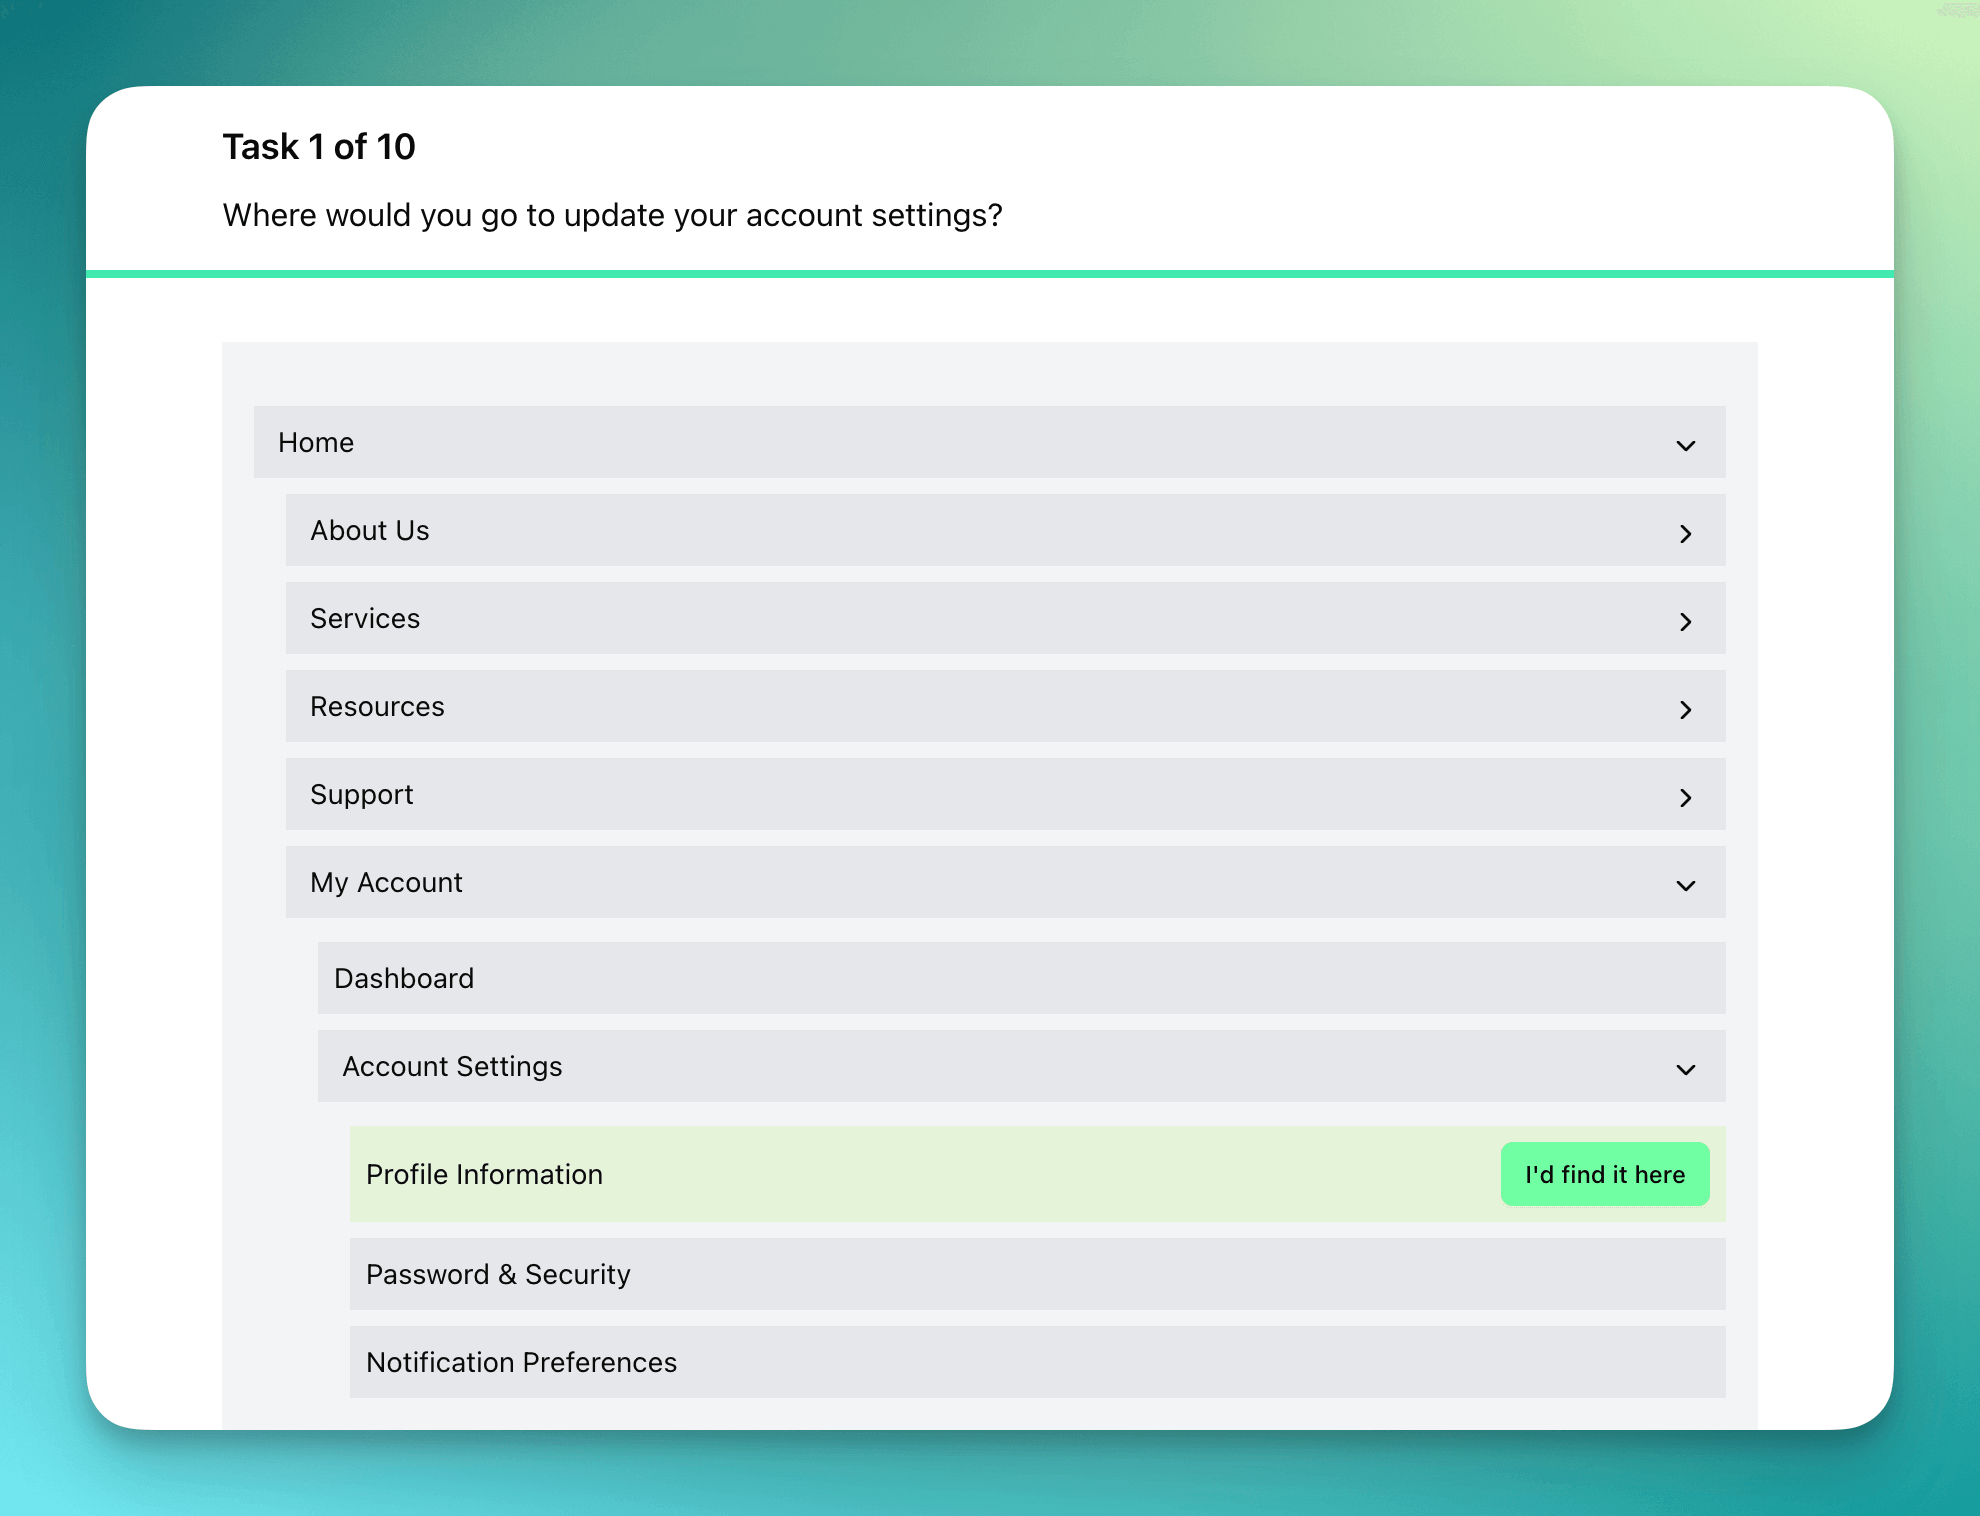 Task 1 of 10
Where would you go to update your account settings?
Home
About Us
Services
Resources
Support
My Account
Dashboard
Account Settings
Profile Information
I'd find it here
Password & Security
Notification Preferences